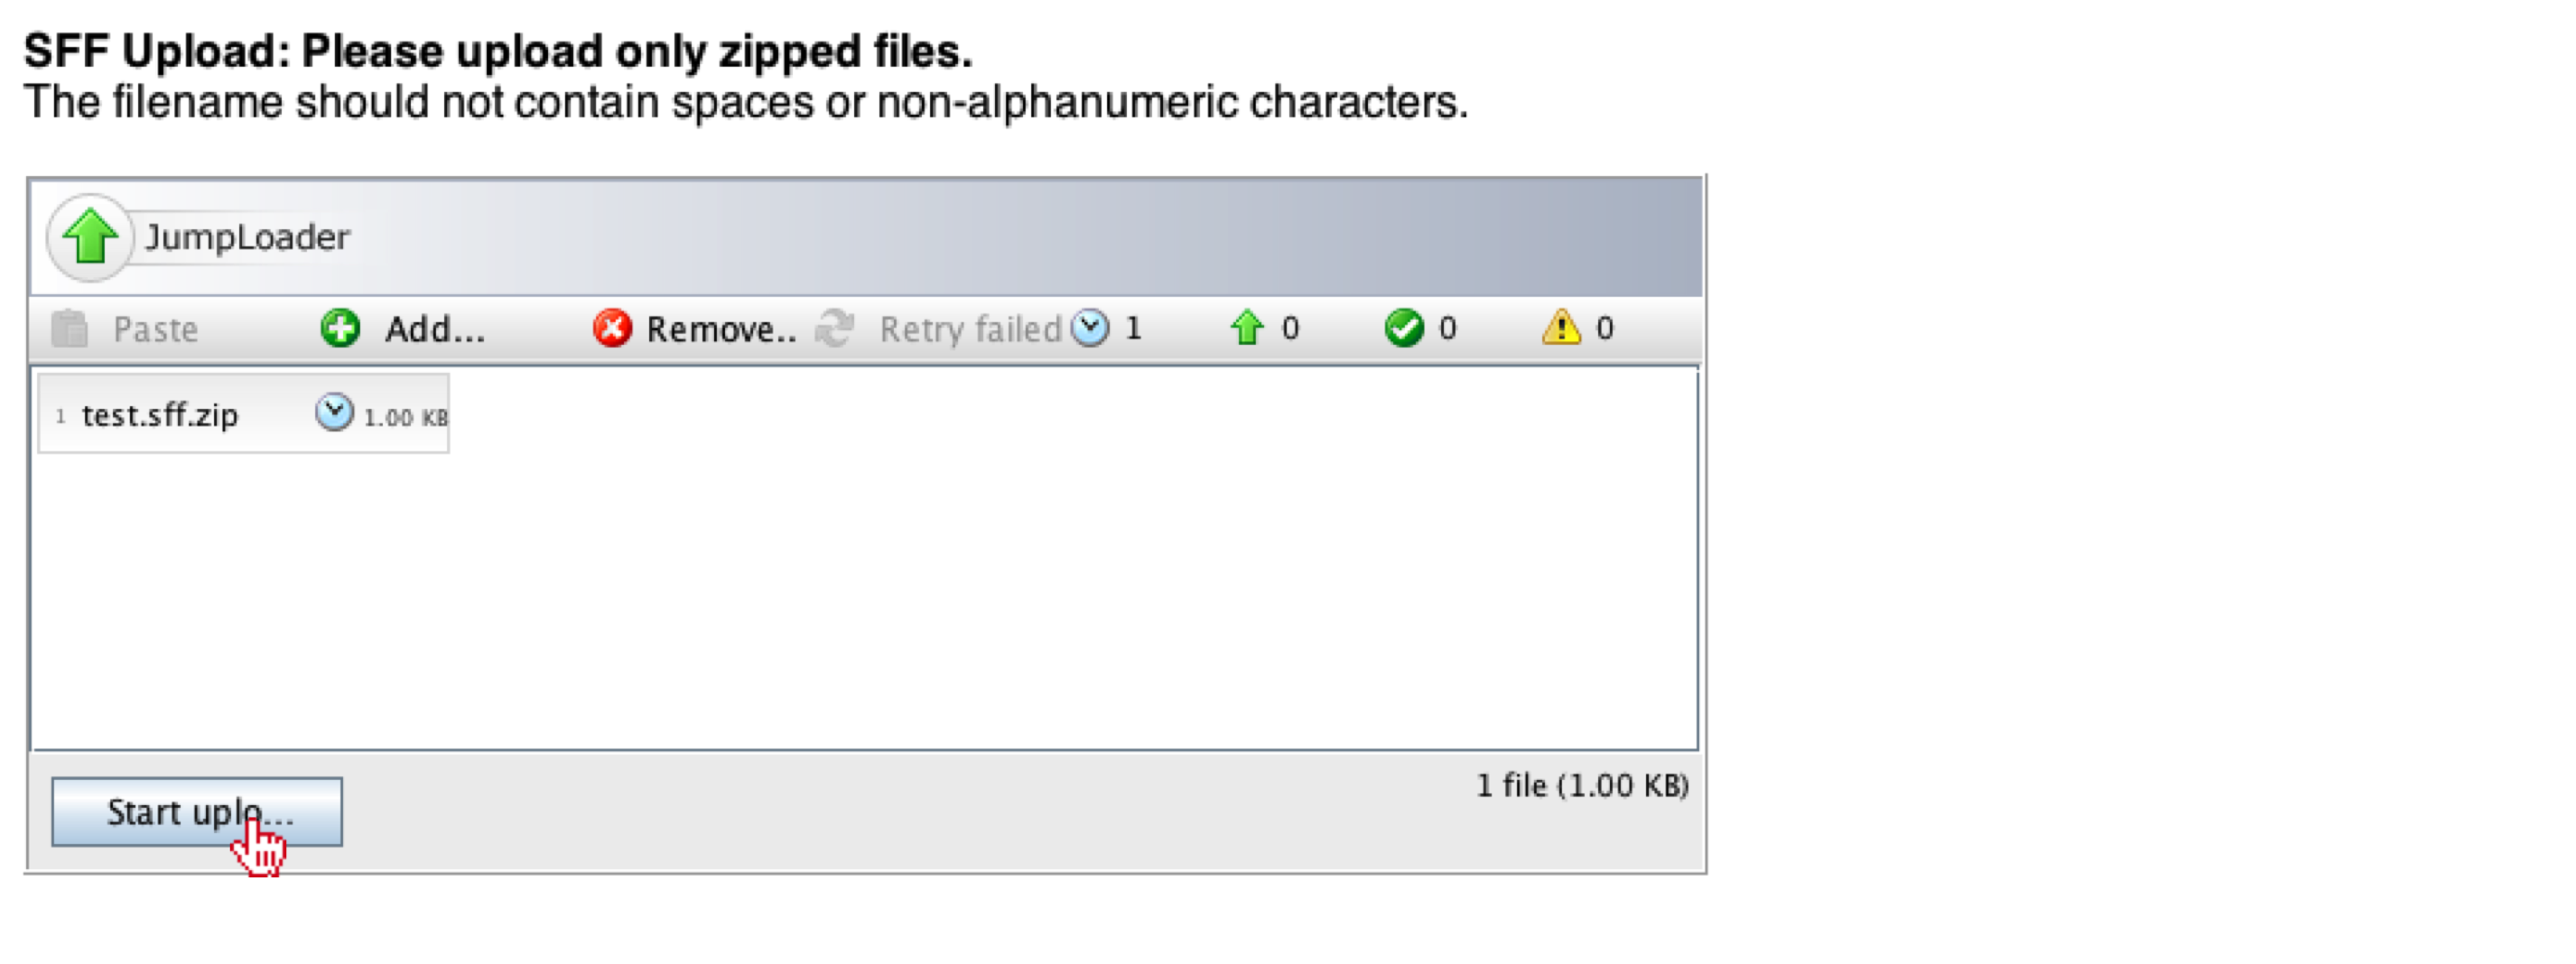 SFF Upload: Please upload only zipped files.
The filename should not contain spaces or non-alphanumeric characters.
JumpLoader
Paste Add... Remove.. Retry failed 1 0 0 0
1 test.sff.zip 1.00 KB
1 file (1.00 KB)
Start uplo...